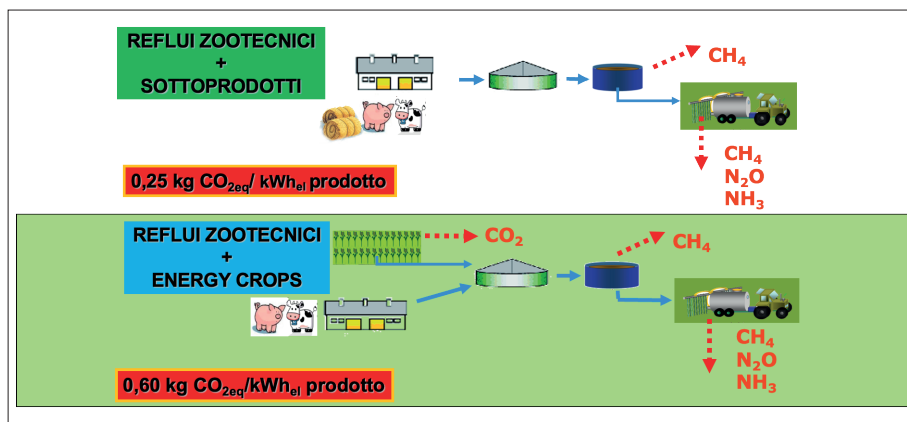 REFLUI ZOOTECNICI
+
SOTTOPRODOTTI
CH₄
CH₄
N₂O
NH₃
0,25 kg CO₂eq/ kWhel prodotto
REFLUI ZOOTECNICI
+
ENERGY CROPS
CO₂
CH₄
CH₄
N₂O
NH₃
0,60 kg CO₂eq/kWhel prodotto